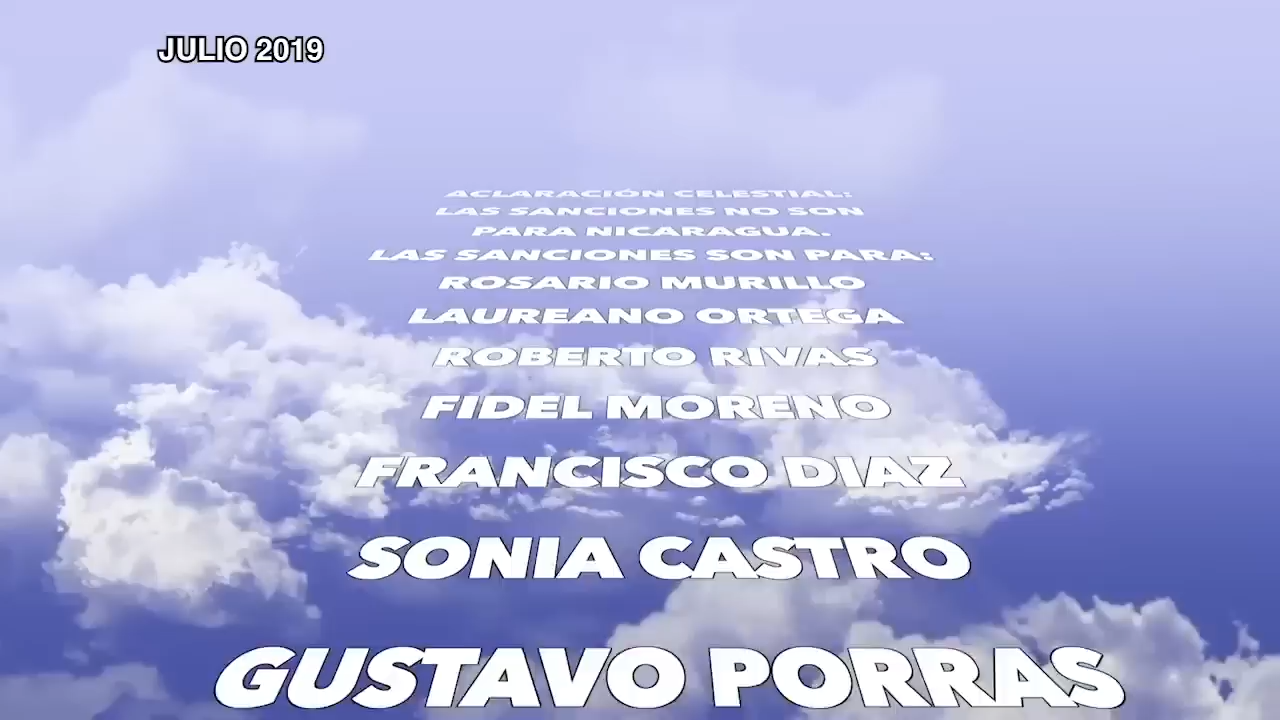 JULIO 2019
ACLARACIÓN CELESTIAL:
LAS SANCIONES NO SON
PARA NICARAGUA.
LAS SANCIONES SON PARA:
ROSARIO MURILLO
LAUREANO ORTEGA
ROBERTO RIVAS
FIDEL MORENO
FRANCISCO DIAZ
SONIA CASTRO
GUSTAVO PORRAS